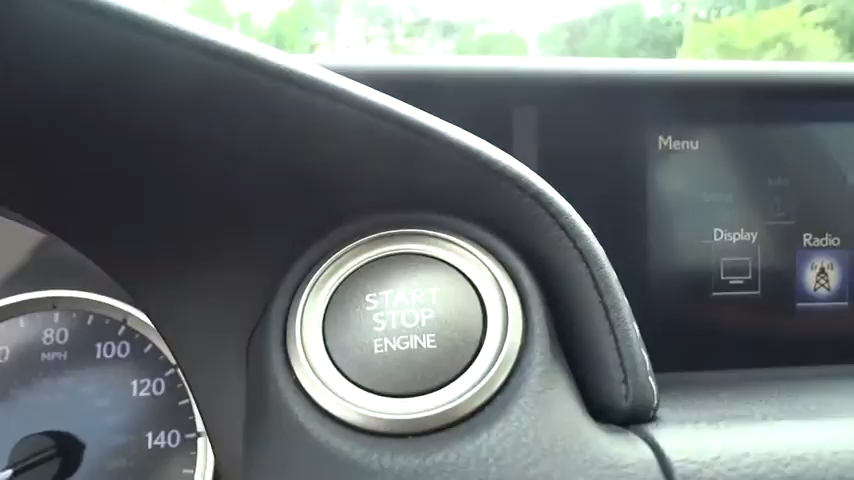 Menu
Display
Radio
START
STOP
ENGINE
80
MPH
100
120
140